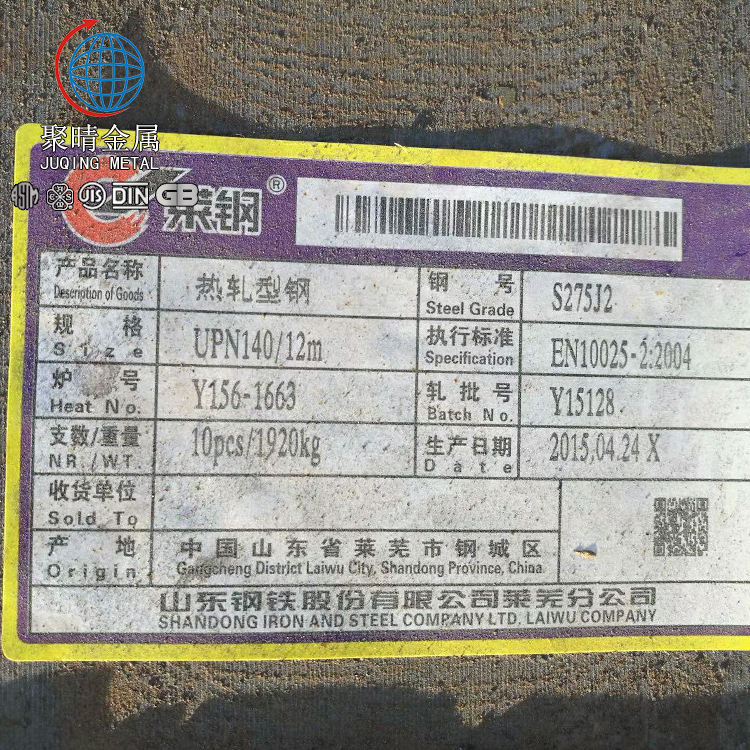 聚晴金属
JUQING METAL
ASTM JIS DIN GB
莱钢®
产品名称 热轧型钢 钢号 S275J2
Description of Goods Steel Grade
规格 UPN140/12m 执行标准 EN10025-2:2004
Size Specification
炉号 Y156-1663 轧批号 Y15128
Heat No. Batch No.
支数/重量 10pcs/1920kg 生产日期 2015.04.24 X
NR./WT. Date
收货单位
Sold To
产地 中国山东省莱芜市钢城区
Origin Gangcheng District Laiwu City, Shandong Province, China
山东钢铁股份有限公司莱芜分公司
SHANDONG IRON AND STEEL COMPANY LTD. LAIWU COMPANY